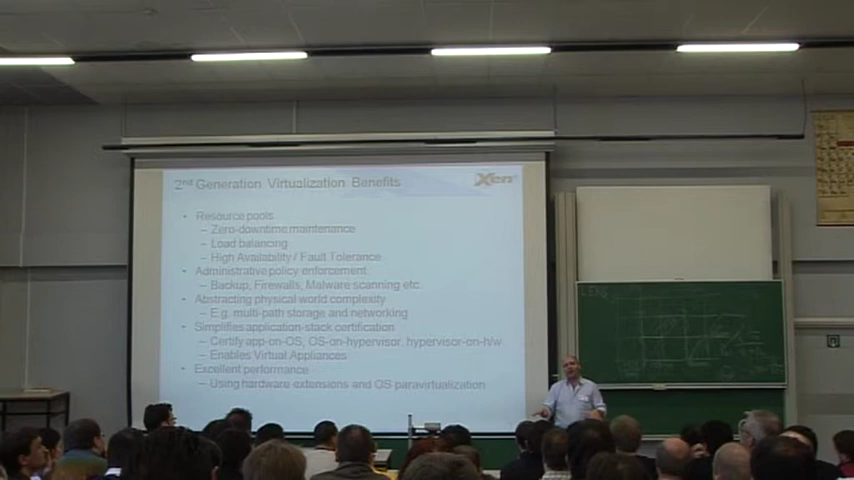 2nd Generation Virtualization Benefits
Xen
• Resource pools
– Zero-downtime maintenance
– Load balancing
– High Availability / Fault Tolerance
• Administrative policy enforcement
– Backup, Firewalls, Malware scanning etc.
• Abstracting physical world complexity
– E.g. multi-path storage and networking
• Simplifies application-stack certification
– Certify app-on-OS, OS-on-hypervisor, hypervisor-on-h/w
– Enables Virtual Appliances
• Excellent performance
– Using hardware extensions and OS paravirtualization